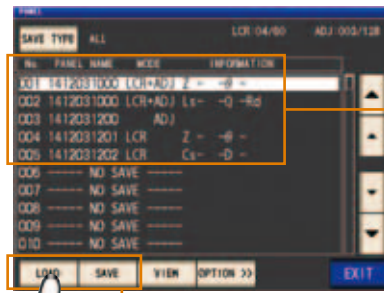 PANEL
SAVE TYPE ALL LCR:04/60 ADJ:003/128
No. PANEL NAME MODE INFORMATION
001 1412031000 LCR+ADJ Z - -θ -
002 1412031000 LCR+ADJ Ls- -Q -Rd
003 1412031000 ADJ
004 1412031201 LCR Z - -θ -
005 1412031202 LCR Cs- -D -
006 ----- NO SAVE -----
007 ----- NO SAVE -----
008 ----- NO SAVE -----
009 ----- NO SAVE -----
010 ----- NO SAVE -----
LOAD SAVE VIEW OPTION >> EXIT